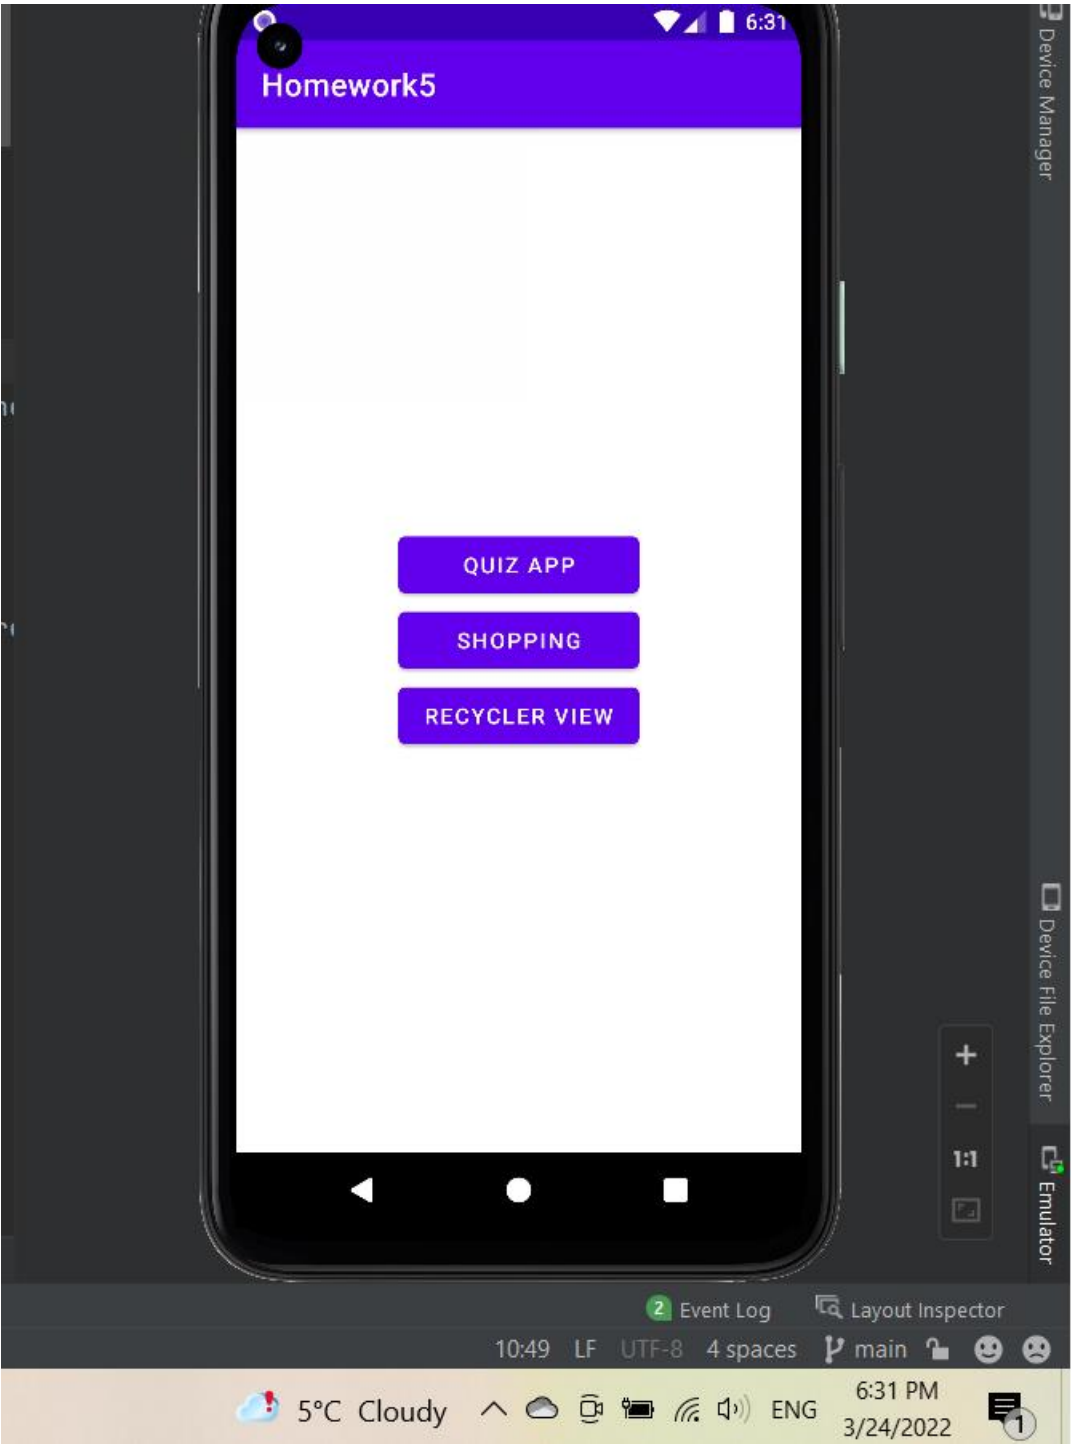 6:31
Homework5
QUIZ APP
SHOPPING
RECYCLER VIEW
Device Manager
Device File Explorer
1:1
Emulator
2 Event Log Layout Inspector
10:49 LF UTF-8 4 spaces main
5°C Cloudy ENG 6:31 PM
3/24/2022
1